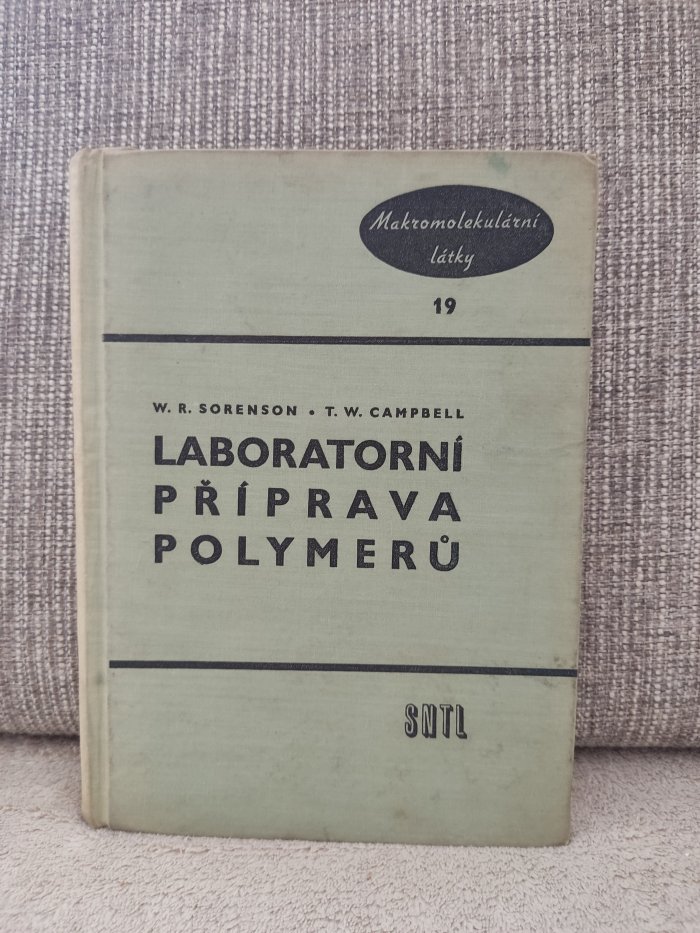 Makromolekulární
látky
19
W. R. SORENSON • T. W. CAMPBELL
LABORATORNÍ
PŘÍPRAVA
POLYMERŮ
SNTL